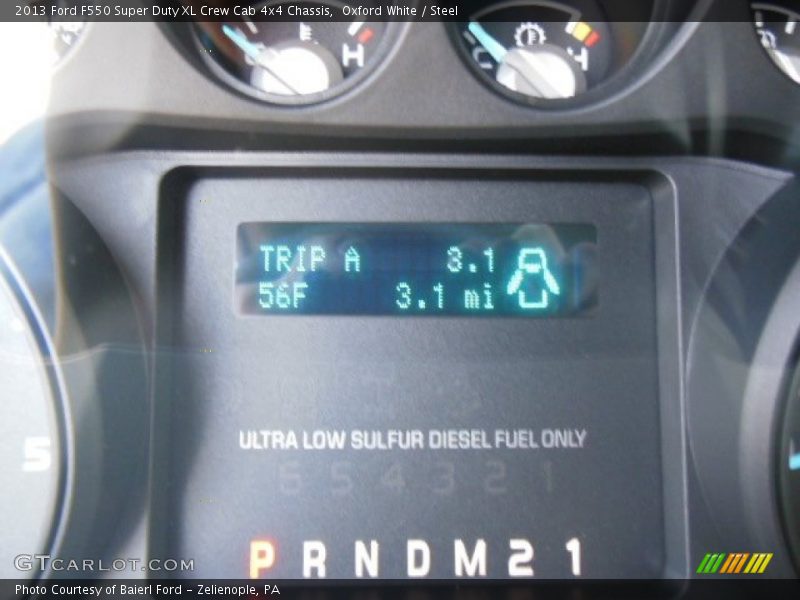 2013 Ford F550 Super Duty XL Crew Cab 4x4 Chassis, Oxford White / Steel
E H C H
TRIP A 3.1
56F 3.1 mi
5
ULTRA LOW SULFUR DIESEL FUEL ONLY
6 5 4 3 2 1
P R N D M 2 1
GTCARLOT.COM
Photo Courtesy of Baierl Ford - Zelienople, PA